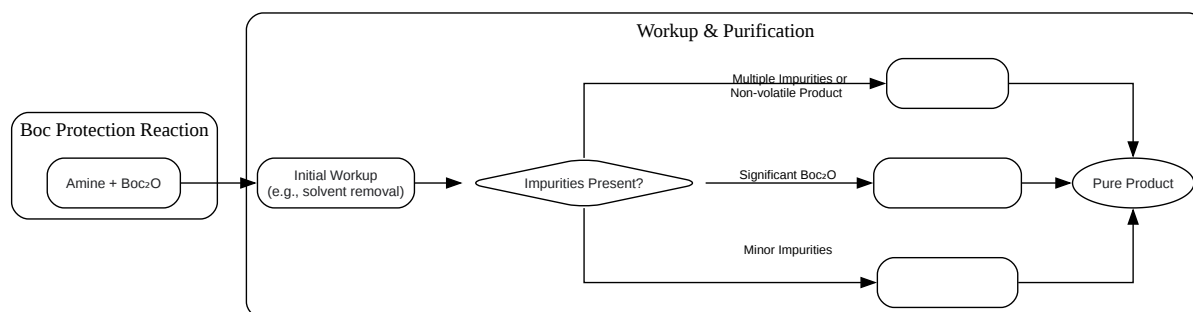 Workup & Purification
Boc Protection Reaction
Amine + Boc₂O
Initial Workup
(e.g., solvent removal)
Impurities Present?
Multiple Impurities or
Non-volatile Product
Significant Boc₂O
Minor Impurities
Pure Product